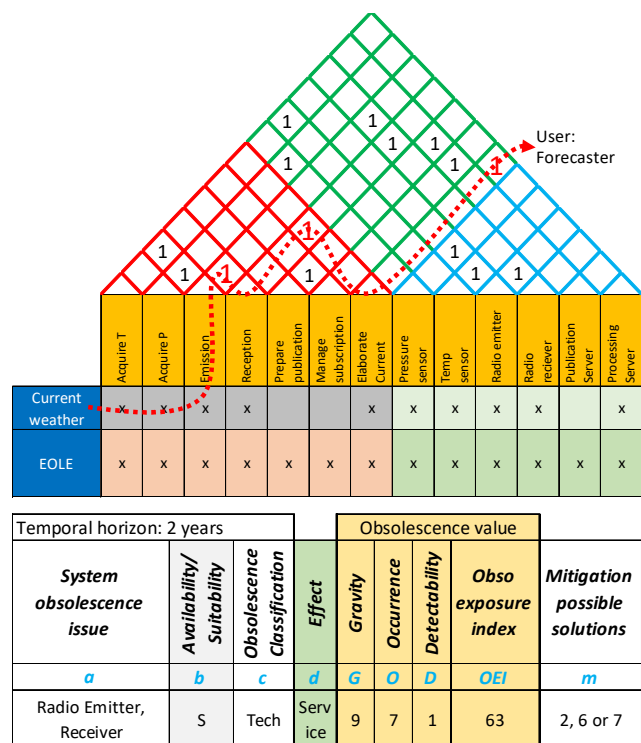 1 1
1 User:
1 Forecaster
1 1 1
1
1 1
1 1 1 1 1
Acquire T
Acquire P
Emission
Reception
Prepare
publication
Manage
subscription
Elaborate
Current
Pressure
sensor
Temp
sensor
Radio emitter
Radio
reciever
Publication
Server
Processing
Server
Current
weather x x x x x x x x x x
EOLE x x x x x x x x x x x x x
Temporal horizon: 2 years Obsolescence value
System
obsolescence
issue
Availability/
Suitability
Obsolescence
Classification
Effect
Gravity
Occurrence
Detectability
Obso
exposure
index
Mitigation
possible
solutions
a b c d G O D OEI m
Radio Emitter,
Receiver
S Tech
Serv
ice
9 7 1 63 2, 6 or 7